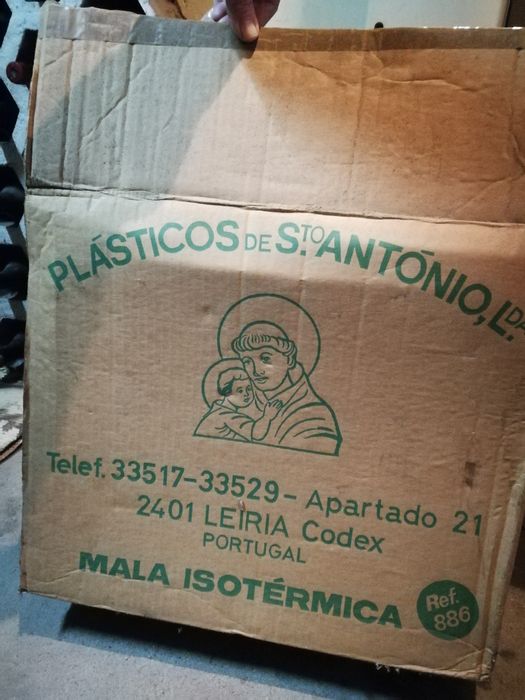 PLÁSTICOS DE S.TO ANTÓNIO, L.DA
Telef. 33517-33529 - Apartado 21
2401 LEIRIA Codex
PORTUGAL
MALA ISOTÉRMICA
Ref.
886